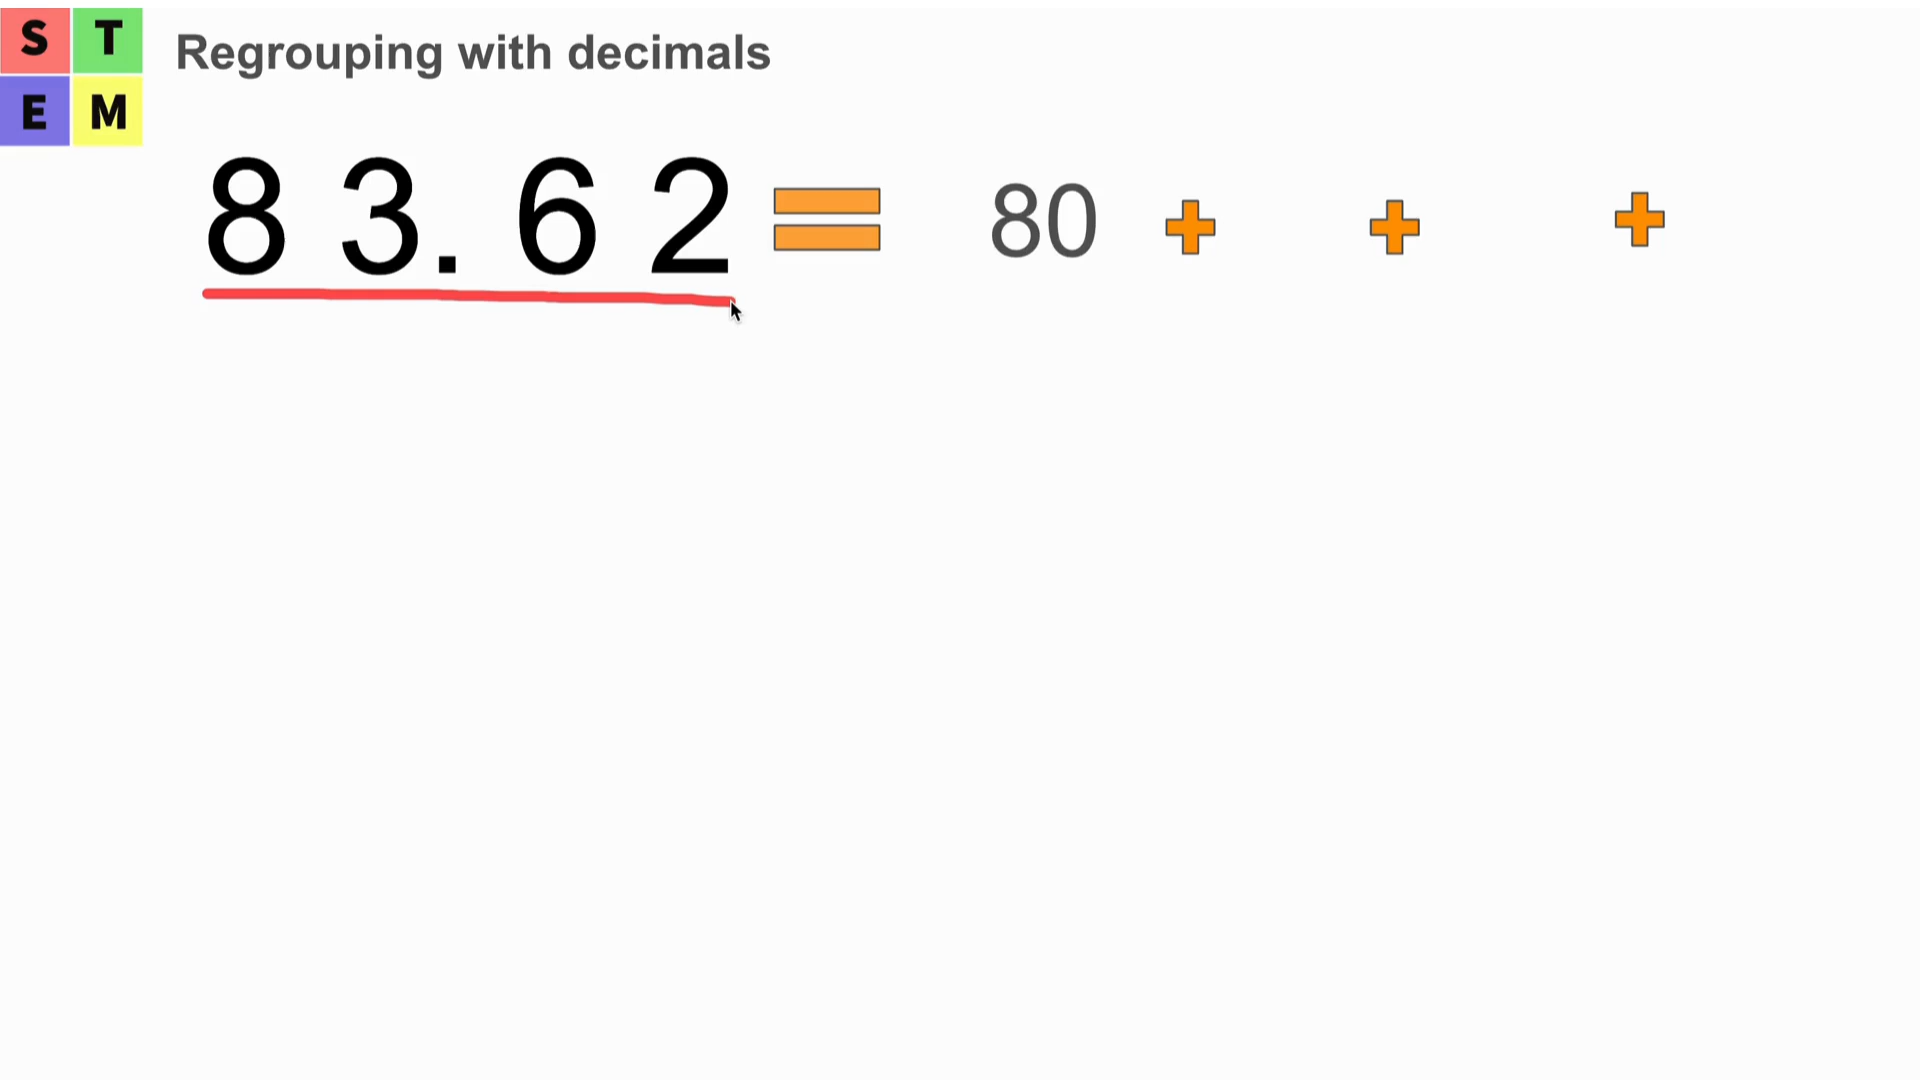 S T
E M
Regrouping with decimals
8 3. 6 2 = 80 + + +